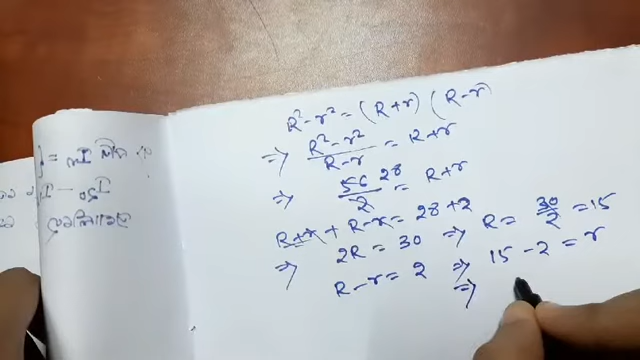 R² - r² = (R+r) (R-r)
⇒ R² - r² / R - r = R+r
⇒ 56 / 2 28 = R+r
R+r + R-r = 28+2
⇒ 2R = 30 ⇒ R = 30/2 = 15
R-r = 2 ⇒ 15 - 2 = r
⇒